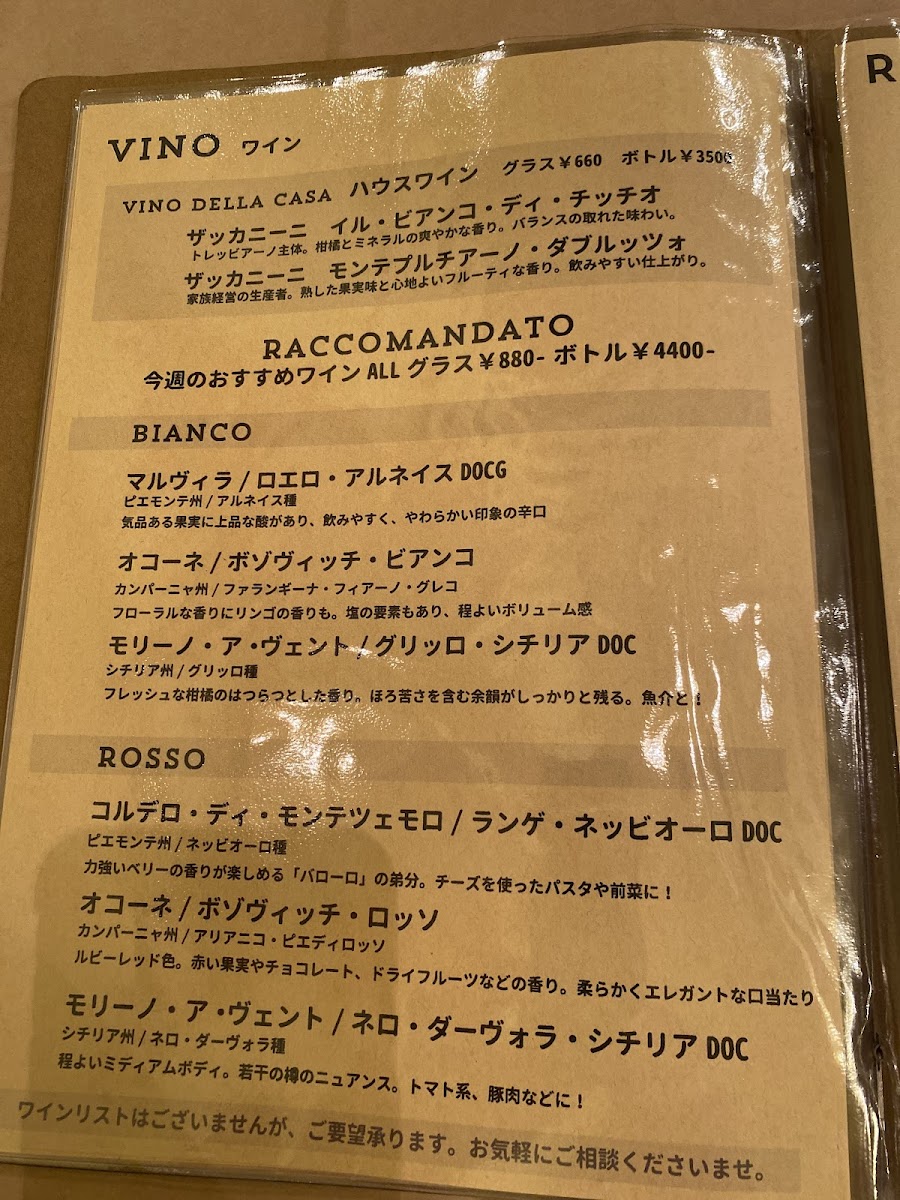 VINO ワイン
VINO DELLA CASA ハウスワイン グラス￥660 ボトル￥3500
ザッカニーニ イル・ビアンコ・ディ・チッチオ
トレッビアーノ主体。柑橘とミネラルの爽やかな香り。バランスの取れた味わい。
ザッカニーニ モンテプルチアーノ・ダブルッツォ
家族経営の生産者。熟した果実味と心地よいフルーティな香り。飲みやすい仕上がり。
RACCOMANDATO
今週のおすすめワイン ALL グラス￥880- ボトル￥4400-
BIANCO
マルヴィラ / ロエロ・アルネイス DOCG
ピエモンテ州 / アルネイス種
気品ある果実に上品な酸があり、飲みやすく、やわらかい印象の辛口
オコーネ / ボゾヴィッチ・ビアンコ
カンパーニャ州 / ファランギーナ・フィアーノ・グレコ
フローラルな香りにリンゴの香りも。塩の要素もあり、程よいボリューム感
モリーノ・ア・ヴェント / グリッロ・シチリア DOC
シチリア州 / グリッロ種
フレッシュな柑橘のはつらつとした香り。ほろ苦さを含む余韻がしっかりと残る。魚介と！
ROSSO
コルデロ・ディ・モンテツェモロ / ランゲ・ネッビオーロ DOC
ピエモンテ州 / ネッビオーロ種
力強いベリーの香りが楽しめる「バローロ」の弟分。チーズを使ったパスタや前菜に！
オコーネ / ボゾヴィッチ・ロッソ
カンパーニャ州 / アリアニコ・ピエディロッソ
ルビーレッド色。赤い果実やチョコレート、ドライフルーツなどの香り。柔らかくエレガントな口当たり
モリーノ・ア・ヴェント / ネロ・ダーヴォラ・シチリア DOC
シチリア州 / ネロ・ダーヴォラ種
程よいミディアムボディ。若干の樽のニュアンス。トマト系、豚肉などに！
ワインリストはございませんが、ご要望承ります。お気軽にご相談くださいませ。
R